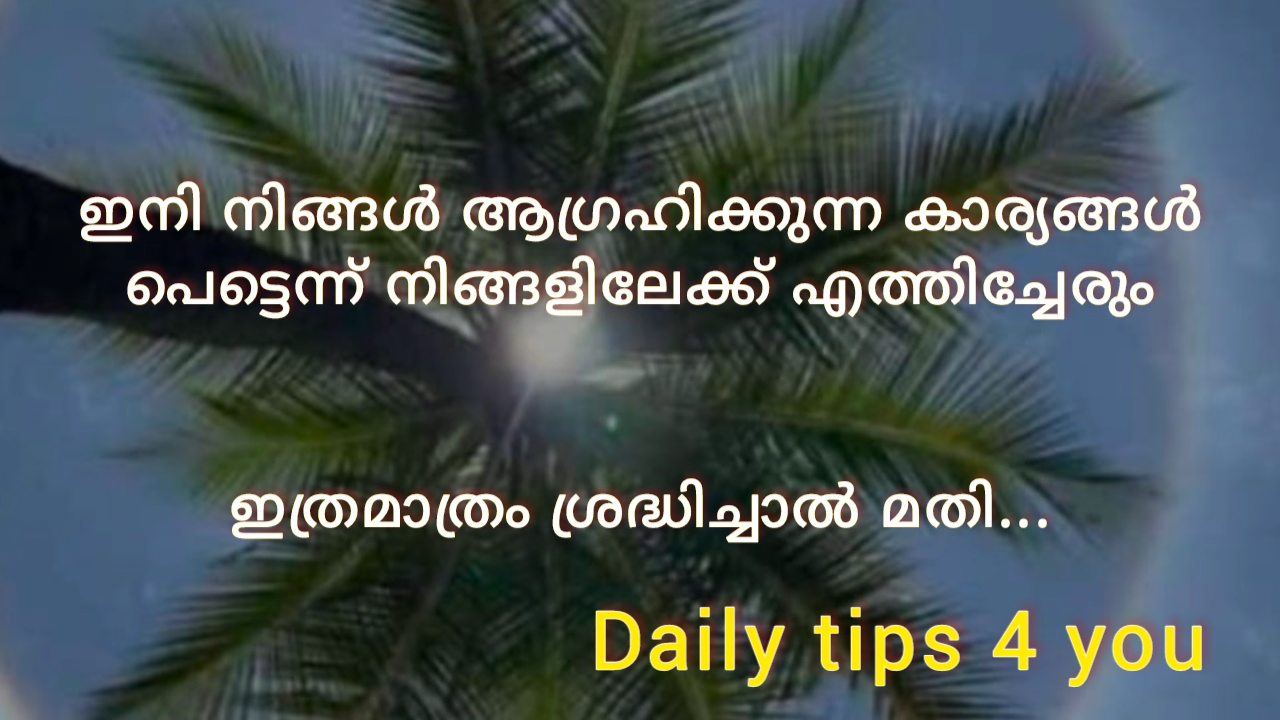 ഇനി നിങ്ങൾ ആഗ്രഹിക്കുന്ന കാര്യങ്ങൾ
പെട്ടെന്ന് നിങ്ങളിലേക്ക് എത്തിച്ചേരും
ഇത്രമാത്രം ശ്രദ്ധിച്ചാൽ മതി...
Daily tips 4 you